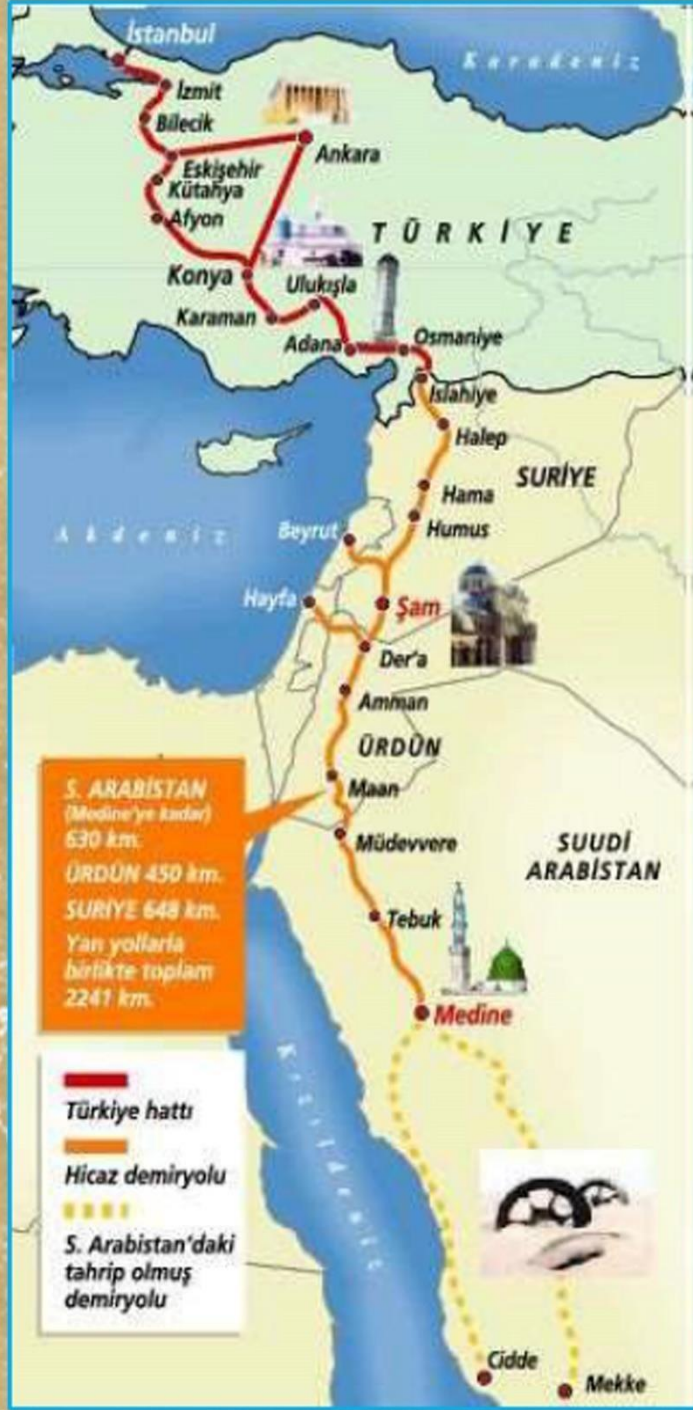 İstanbul
Karadeniz
İzmit
Bilecik
Ankara
Eskişehir
Kütahya
Afyon
TÜRKİYE
Konya
Ulukışla
Karaman
Adana
Osmaniye
Islahiye
Halep
SURİYE
Hama
Akdeniz
Beyrut
Humus
Hayfa
Şam
Der'a
Amman
ÜRDÜN
S. ARABİSTAN
(Medine'ye kadar)
630 km.
ÜRDÜN 450 km.
SURİYE 648 km.
Yan yollarla
birlikte toplam
2241 km.
Maan
Müdevvere
SUUDİ
ARABİSTAN
Tebuk
Medine
Kızıldeniz
Türkiye hattı
Hicaz demiryolu
S. Arabistan'daki
tahrip olmuş
demiryolu
Cidde
Mekke